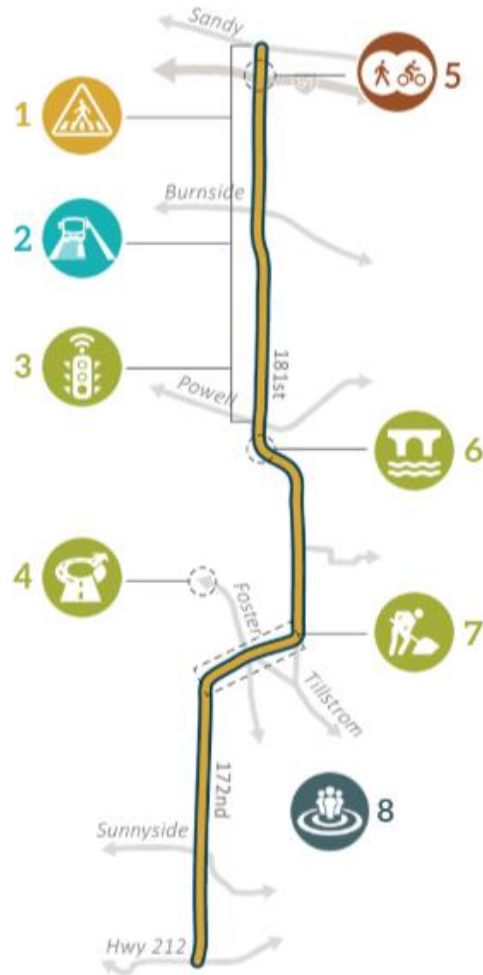 Sandy
5
1
Burnside
2
3
181st
Powell
6
4
Foster
7
Tillstrom
172nd
8
Sunnyside
Hwy 212